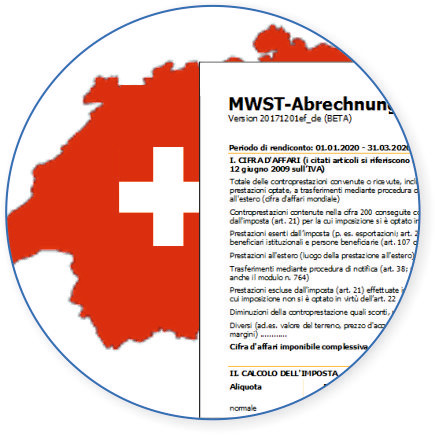 MWST-Abrechnung
Version 20171201ef_de (BETA)
Periodo di rendiconto: 01.01.2020 - 31.03.2020
I. CIFRA D'AFFARI (i citati articoli si riferiscono
12 giugno 2009 sull'IVA)
Totale delle controprestazioni convenute o ricevute,
prestazioni optate, a trasferimenti mediante procedura
all'estero (cifra d'affari mondiale)
Controprestazioni contenute nella cifra 200 conseguite
dall'imposta (art. 21) per la cui imposizione si è optato in
Prestazioni esenti dall'imposta (p. es. esportazioni; art.
beneficiari istituzionali e persone beneficiarie (art. 107
Prestazioni all'estero (luogo della prestazione all'estero)
Trasferimenti mediante procedura di notifica (art. 38;
anche il modulo n. 764)
Prestazioni escluse dall'imposta (art. 21) effettuate
cui imposizione non si è optato in virtù dell'art. 22
Diminuzioni della controprestazione quali sconti,
Diversi (ad.es. valore del terreno, prezzo
margini) ............
Cifra d'affari imponibile complessiva
II. CALCOLO DELL'IMPOSTA
Aliquota
normale